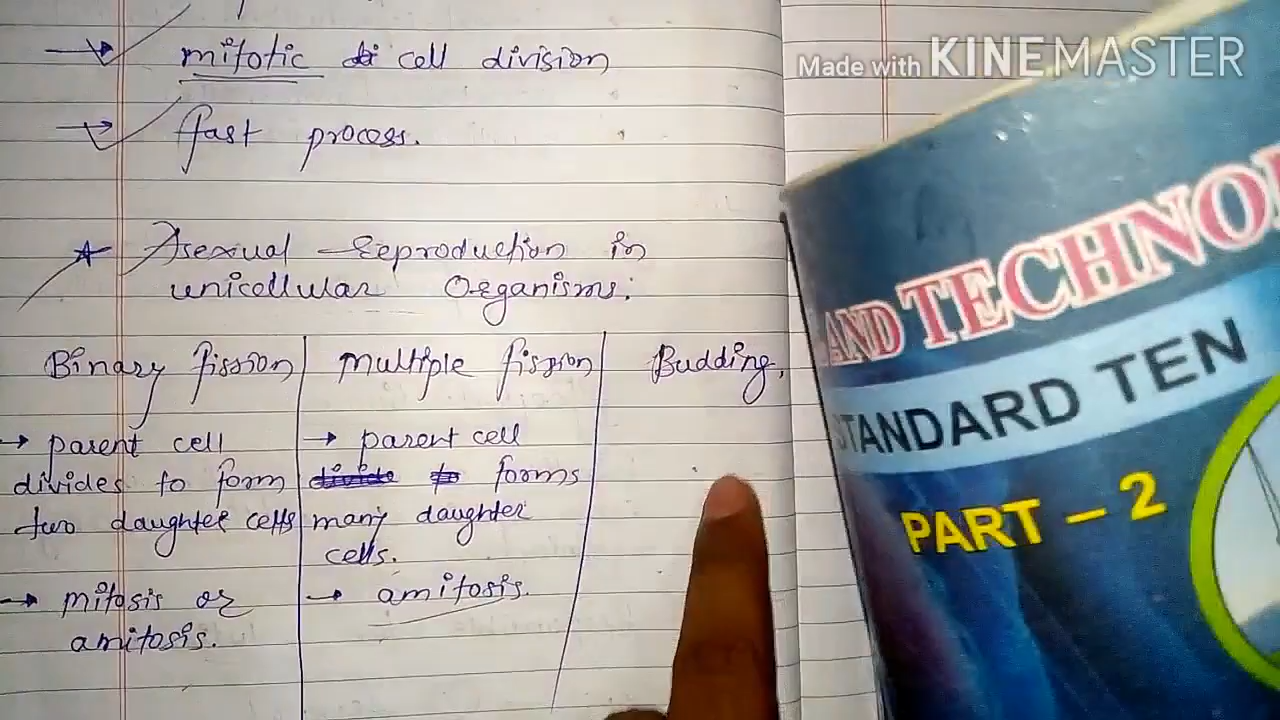 → mitotic cell division
→ fast process.
★ Asexual Reproduction in
unicellular Organisms:
Binary fission
→ parent cell
divides to form
two daughter cells
→ mitosis or
amitosis.
Multiple fission
→ parent cell
divide to forms
many daughter
cells.
→ amitosis.
Budding.
Made with KINEMASTER
AND TECHNO
STANDARD TEN
PART - 2